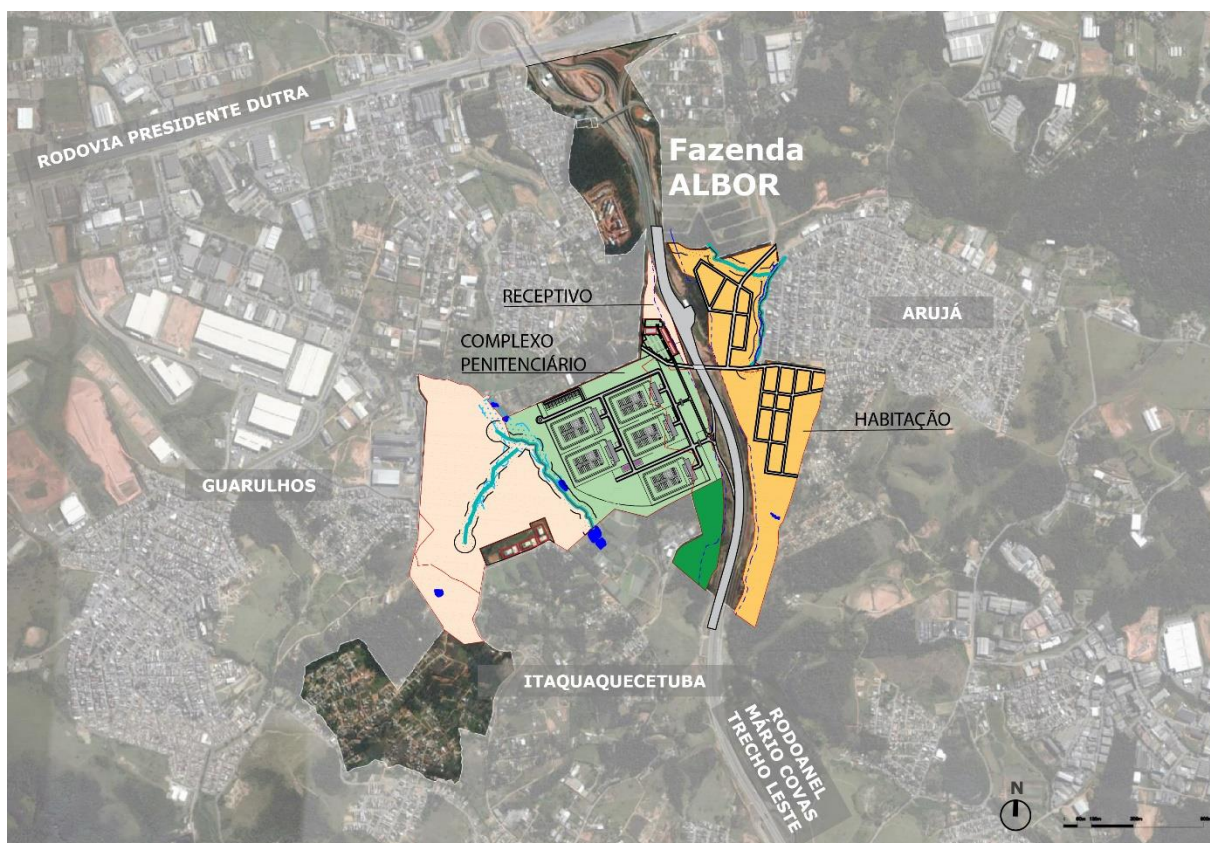 RODOVIA PRESIDENTE DUTRA
Fazenda
ALBOR
RECEPTIVO
COMPLEXO
PENITENCIÁRIO
ARUJÁ
HABITAÇÃO
GUARULHOS
ITAQUAQUECETUBA
RODOANEL
MÁRIO COVAS
TRECHO LESTE
N